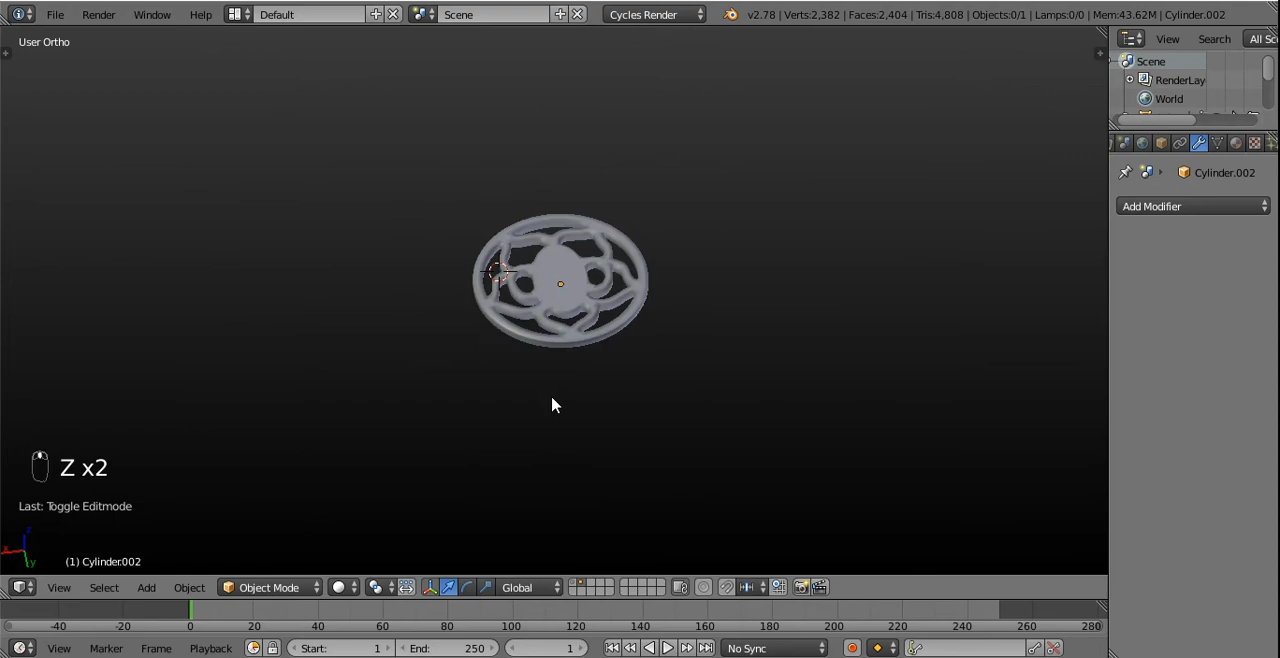 File Render Window Help Default Scene Cycles Render v2.78 | Verts:2,382 | Faces:2,404 | Tris:4,808 | Objects:0/1 | Lamps:0/0 | Mem:43.62M | Cylinder.002
User Ortho
View Search All Sc
Scene
RenderLay
World
Cylinder.002
Add Modifier
Z x2
Last: Toggle Editmode
z
x
y
(1) Cylinder.002
View Select Add Object Object Mode Global
-40 -20 0 20 40 60 80 100 120 140 160 180 200 220 240 260 280
View Marker Frame Playback Start: 1 End: 250 1 No Sync